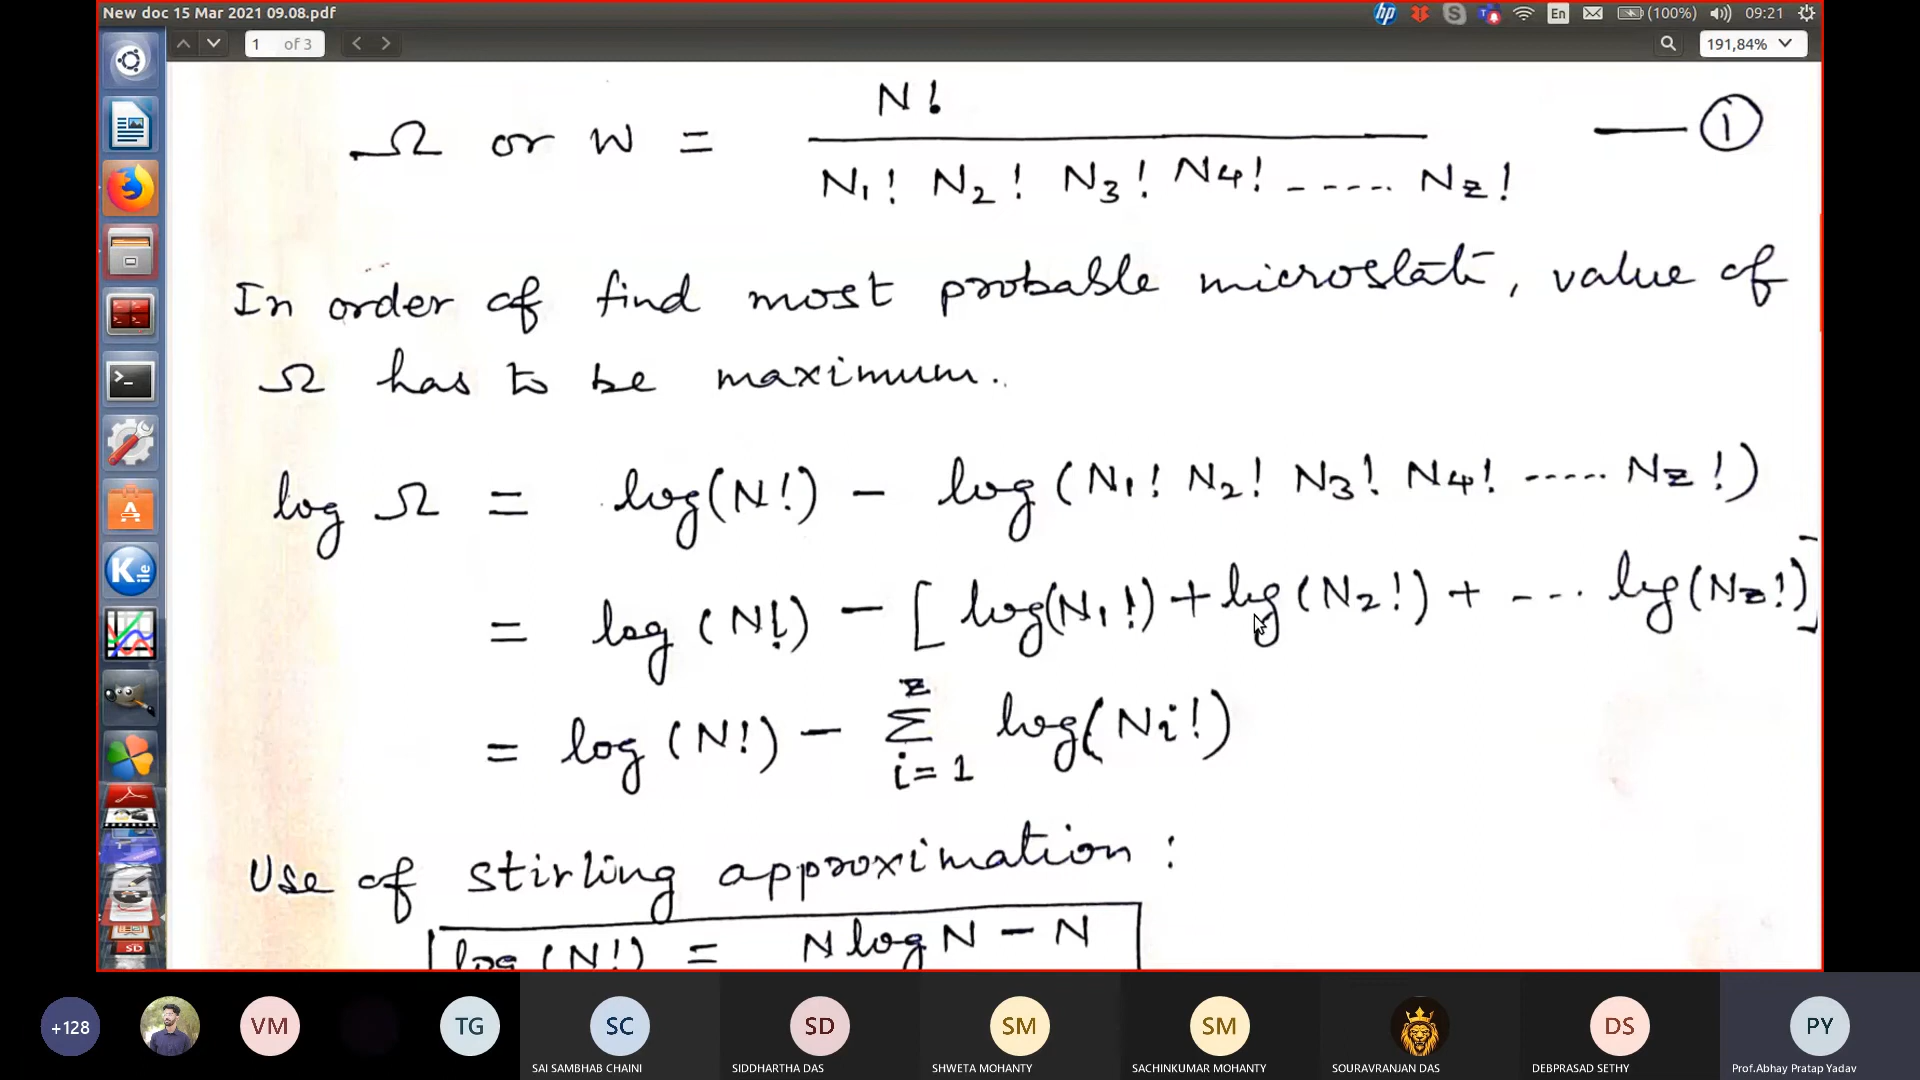 New doc 15 Mar 2021 09.08.pdf
En (100%) 09:21
1 of 3 191,84%
Ω or W = N! / N₁! N₂! N₃! N₄! ----- N_z! —— ①
In order of find most probable microstate, value of
Ω has to be maximum.
log Ω = log(N!) - log (N₁! N₂! N₃! N₄! ----- N_z!)
= log (N!) - [log(N₁!) + log (N₂!) + --- log(N_z!)]
= log (N!) - Σ_{i=1}^{z} log(Ni!)
Use of stirling approximation :
log (N!) = N log N - N
+128 VM TG SC SD SM SM DS PY
SAI SAMBHAB CHAINI SIDDHARTHA DAS SHWETA MOHANTY SACHINKUMAR MOHANTY SOURAVRANJAN DAS DEBPRASAD SETHY Prof.Abhay Pratap Yadav